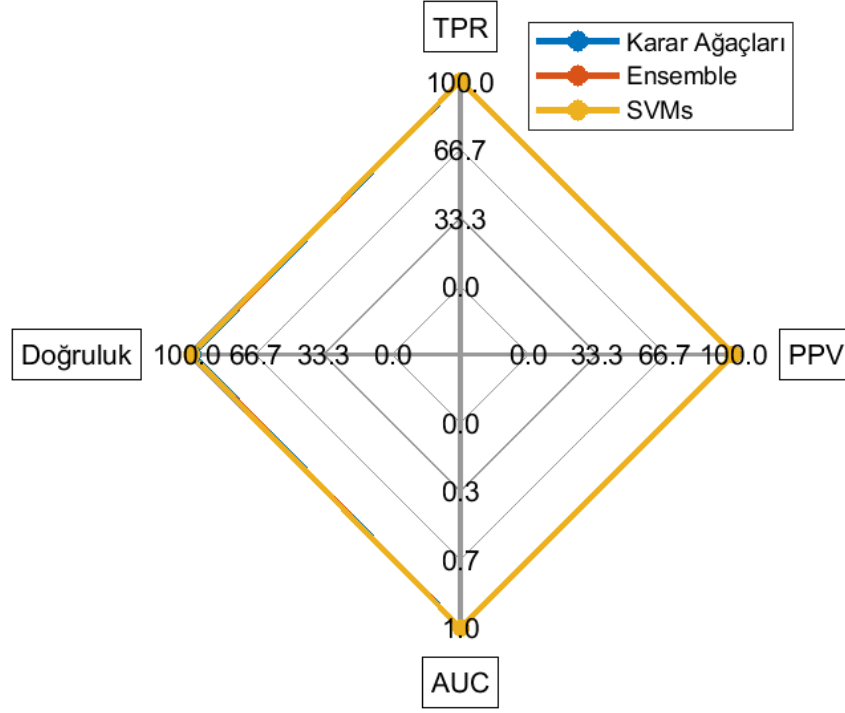 TPR
Karar Ağaçları
Ensemble
SVMs
100.0
66.7
33.3
0.0
Doğruluk 100.0 66.7 33.3 0.0 0.0 33.3 66.7 100.0 PPV
0.0
0.3
0.7
1.0
AUC